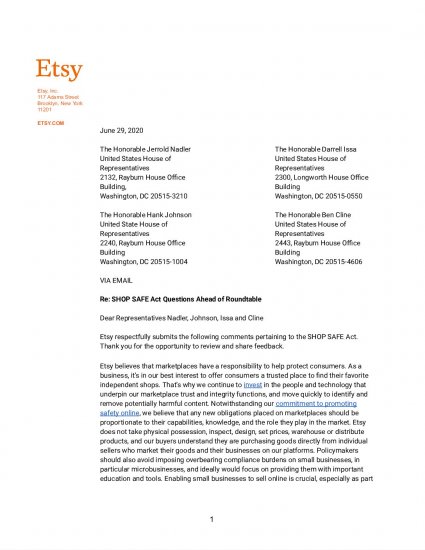 Etsy
Etsy, Inc.
117 Adams Street
Brooklyn, New York
11201
ETSY.COM
June 29, 2020
The Honorable Jerrold Nadler
United States House of
Representatives
2132, Rayburn House Office
Building,
Washington, DC 20515-3210
The Honorable Darrell Issa
United States House of
Representatives
2300, Longworth House Office
Building
Washington, DC 20515-0550
The Honorable Hank Johnson
United State House of
Representatives
2240, Rayburn House Office
Building
Washington, DC 20515-1004
The Honorable Ben Cline
United States House of
Representatives
2443, Rayburn House Office
Building
Washington, DC 20515-4606
VIA EMAIL
Re: SHOP SAFE Act Questions Ahead of Roundtable
Dear Representatives Nadler, Johnson, Issa and Cline
Etsy respectfully submits the following comments pertaining to the SHOP SAFE Act.
Thank you for the opportunity to review and share feedback.
Etsy believes that marketplaces have a responsibility to help protect consumers. As a
business, it's in our best interest to offer consumers a trusted place to find their favorite
independent shops. That's why we continue to invest in the people and technology that
underpin our marketplace trust and integrity functions, and move quickly to identify and
remove potentially harmful content. Notwithstanding our commitment to promoting
safety online, we believe that any new obligations placed on marketplaces should be
proportionate to their capabilities, knowledge, and the role they play in the market. Etsy
does not take physical possession, inspect, design, set prices, warehouse or distribute
products, and our buyers understand they are purchasing goods directly from individual
sellers who market their goods and their businesses on our platforms. Policymakers
should also avoid imposing overbearing compliance burdens on small businesses, in
particular microbusinesses, and ideally would focus on providing them with important
education and tools. Enabling small businesses to sell online is crucial, especially as part
1